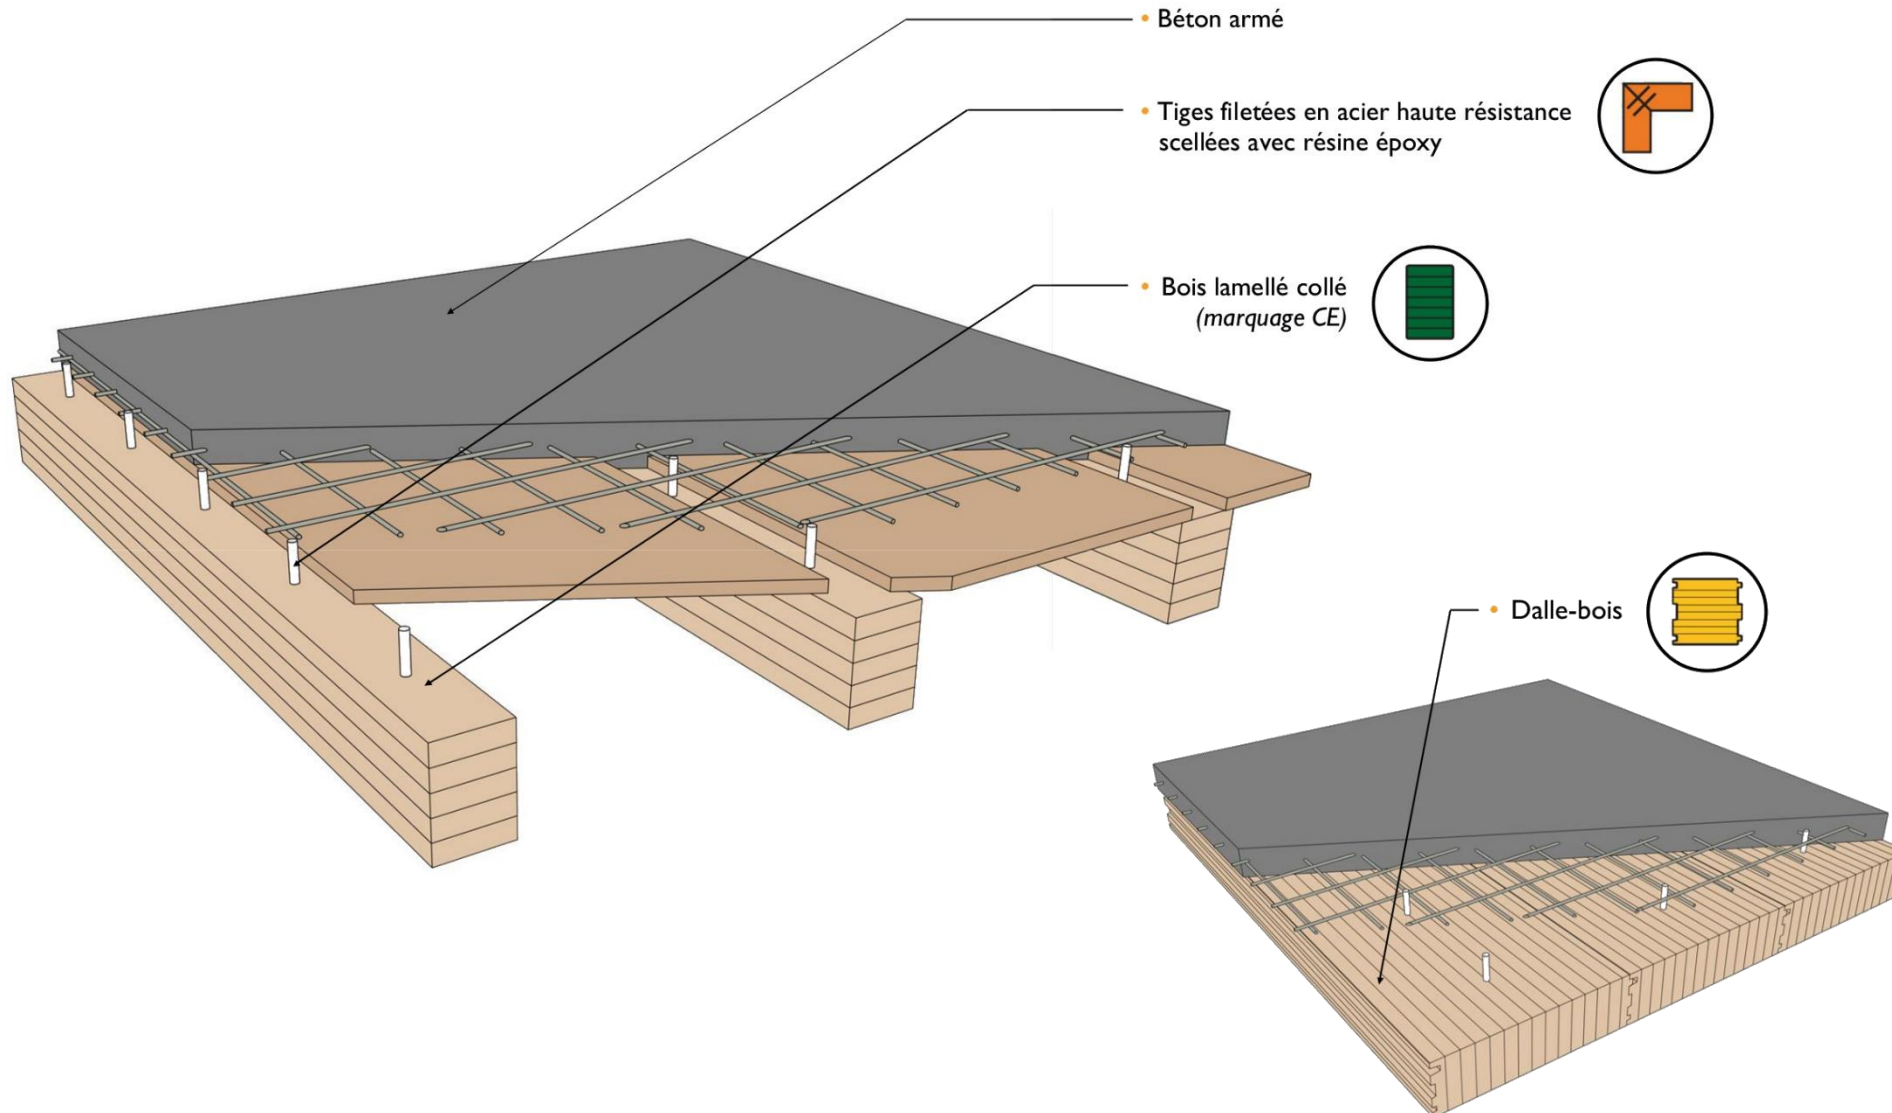 • Béton armé
• Tiges filetées en acier haute résistance
scellées avec résine époxy
• Bois lamellé collé
(marquage CE)
• Dalle-bois